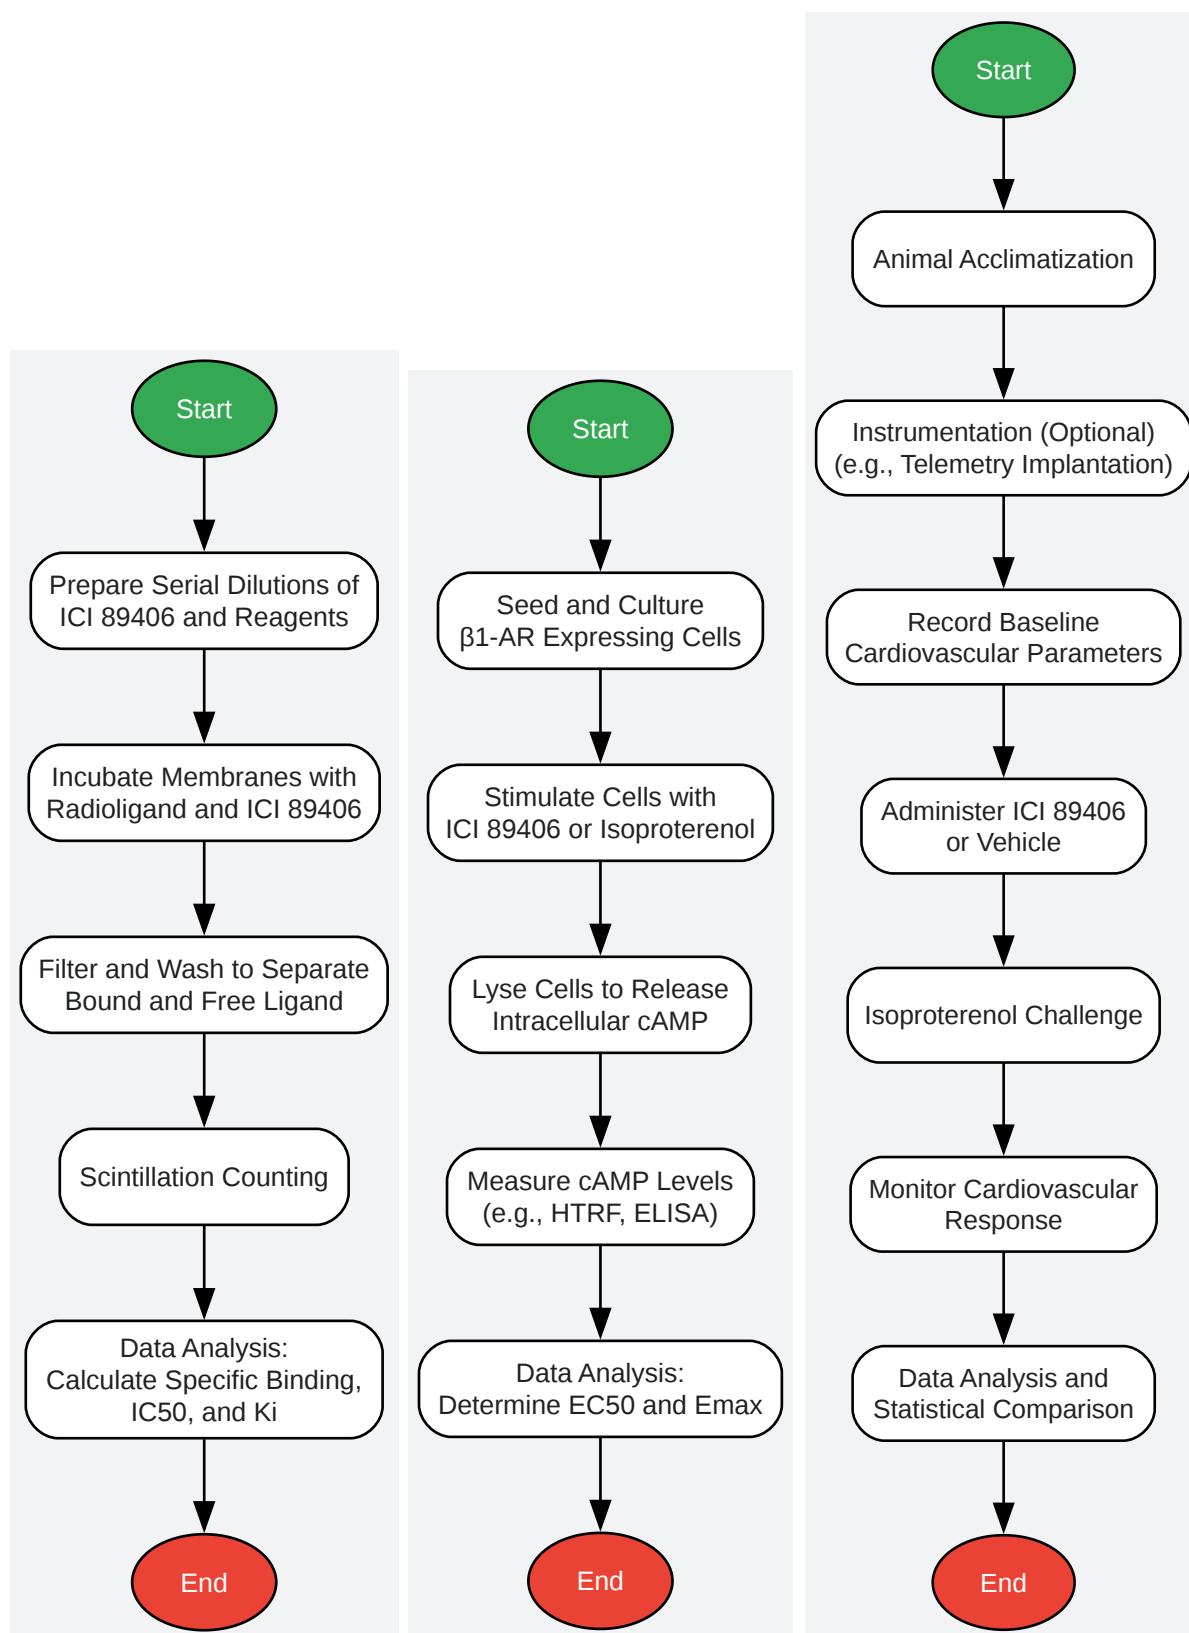 Start
Prepare Serial Dilutions of
ICI 89406 and Reagents
Incubate Membranes with
Radioligand and ICI 89406
Filter and Wash to Separate
Bound and Free Ligand
Scintillation Counting
Data Analysis:
Calculate Specific Binding,
IC50, and Ki
End
Start
Seed and Culture
β1-AR Expressing Cells
Stimulate Cells with
ICI 89406 or Isoproterenol
Lyse Cells to Release
Intracellular cAMP
Measure cAMP Levels
(e.g., HTRF, ELISA)
Data Analysis:
Determine EC50 and Emax
End
Start
Animal Acclimatization
Instrumentation (Optional)
(e.g., Telemetry Implantation)
Record Baseline
Cardiovascular Parameters
Administer ICI 89406
or Vehicle
Isoproterenol Challenge
Monitor Cardiovascular
Response
Data Analysis and
Statistical Comparison
End